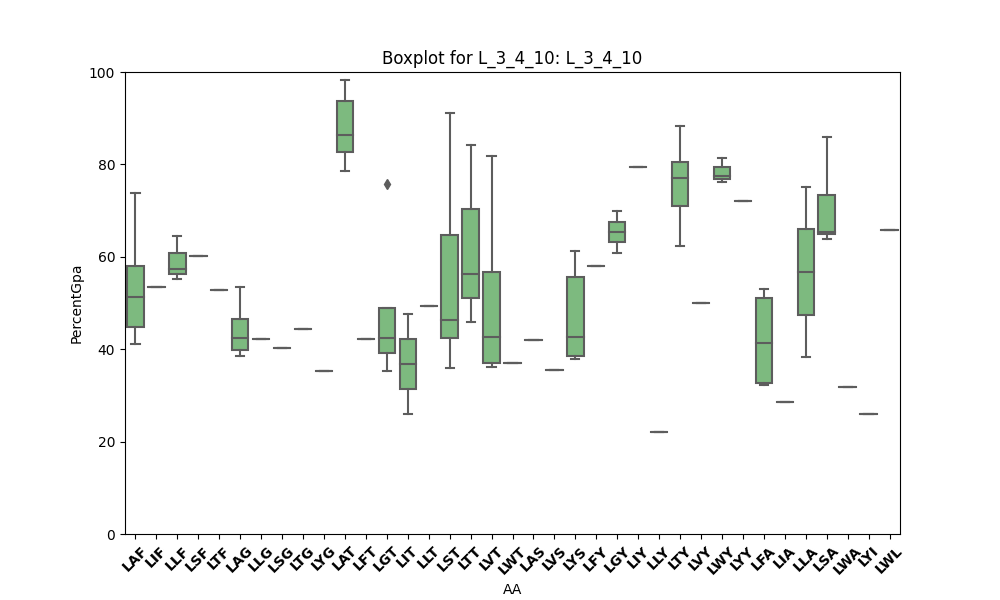 Boxplot for L_3_4_10: L_3_4_10
100
80
60
40
20
0
PercentGpa
LAF LIF LLF LSF LTF LAG LLG LSG LTG LYG LAT LFT LGT LIT LLT LST LTT LVT LWT LAS LVS LYS LFY LGY LIY LLY LTY LVY LWY LYY LFA LIA LLA LSA LWA LYI LWL
AA